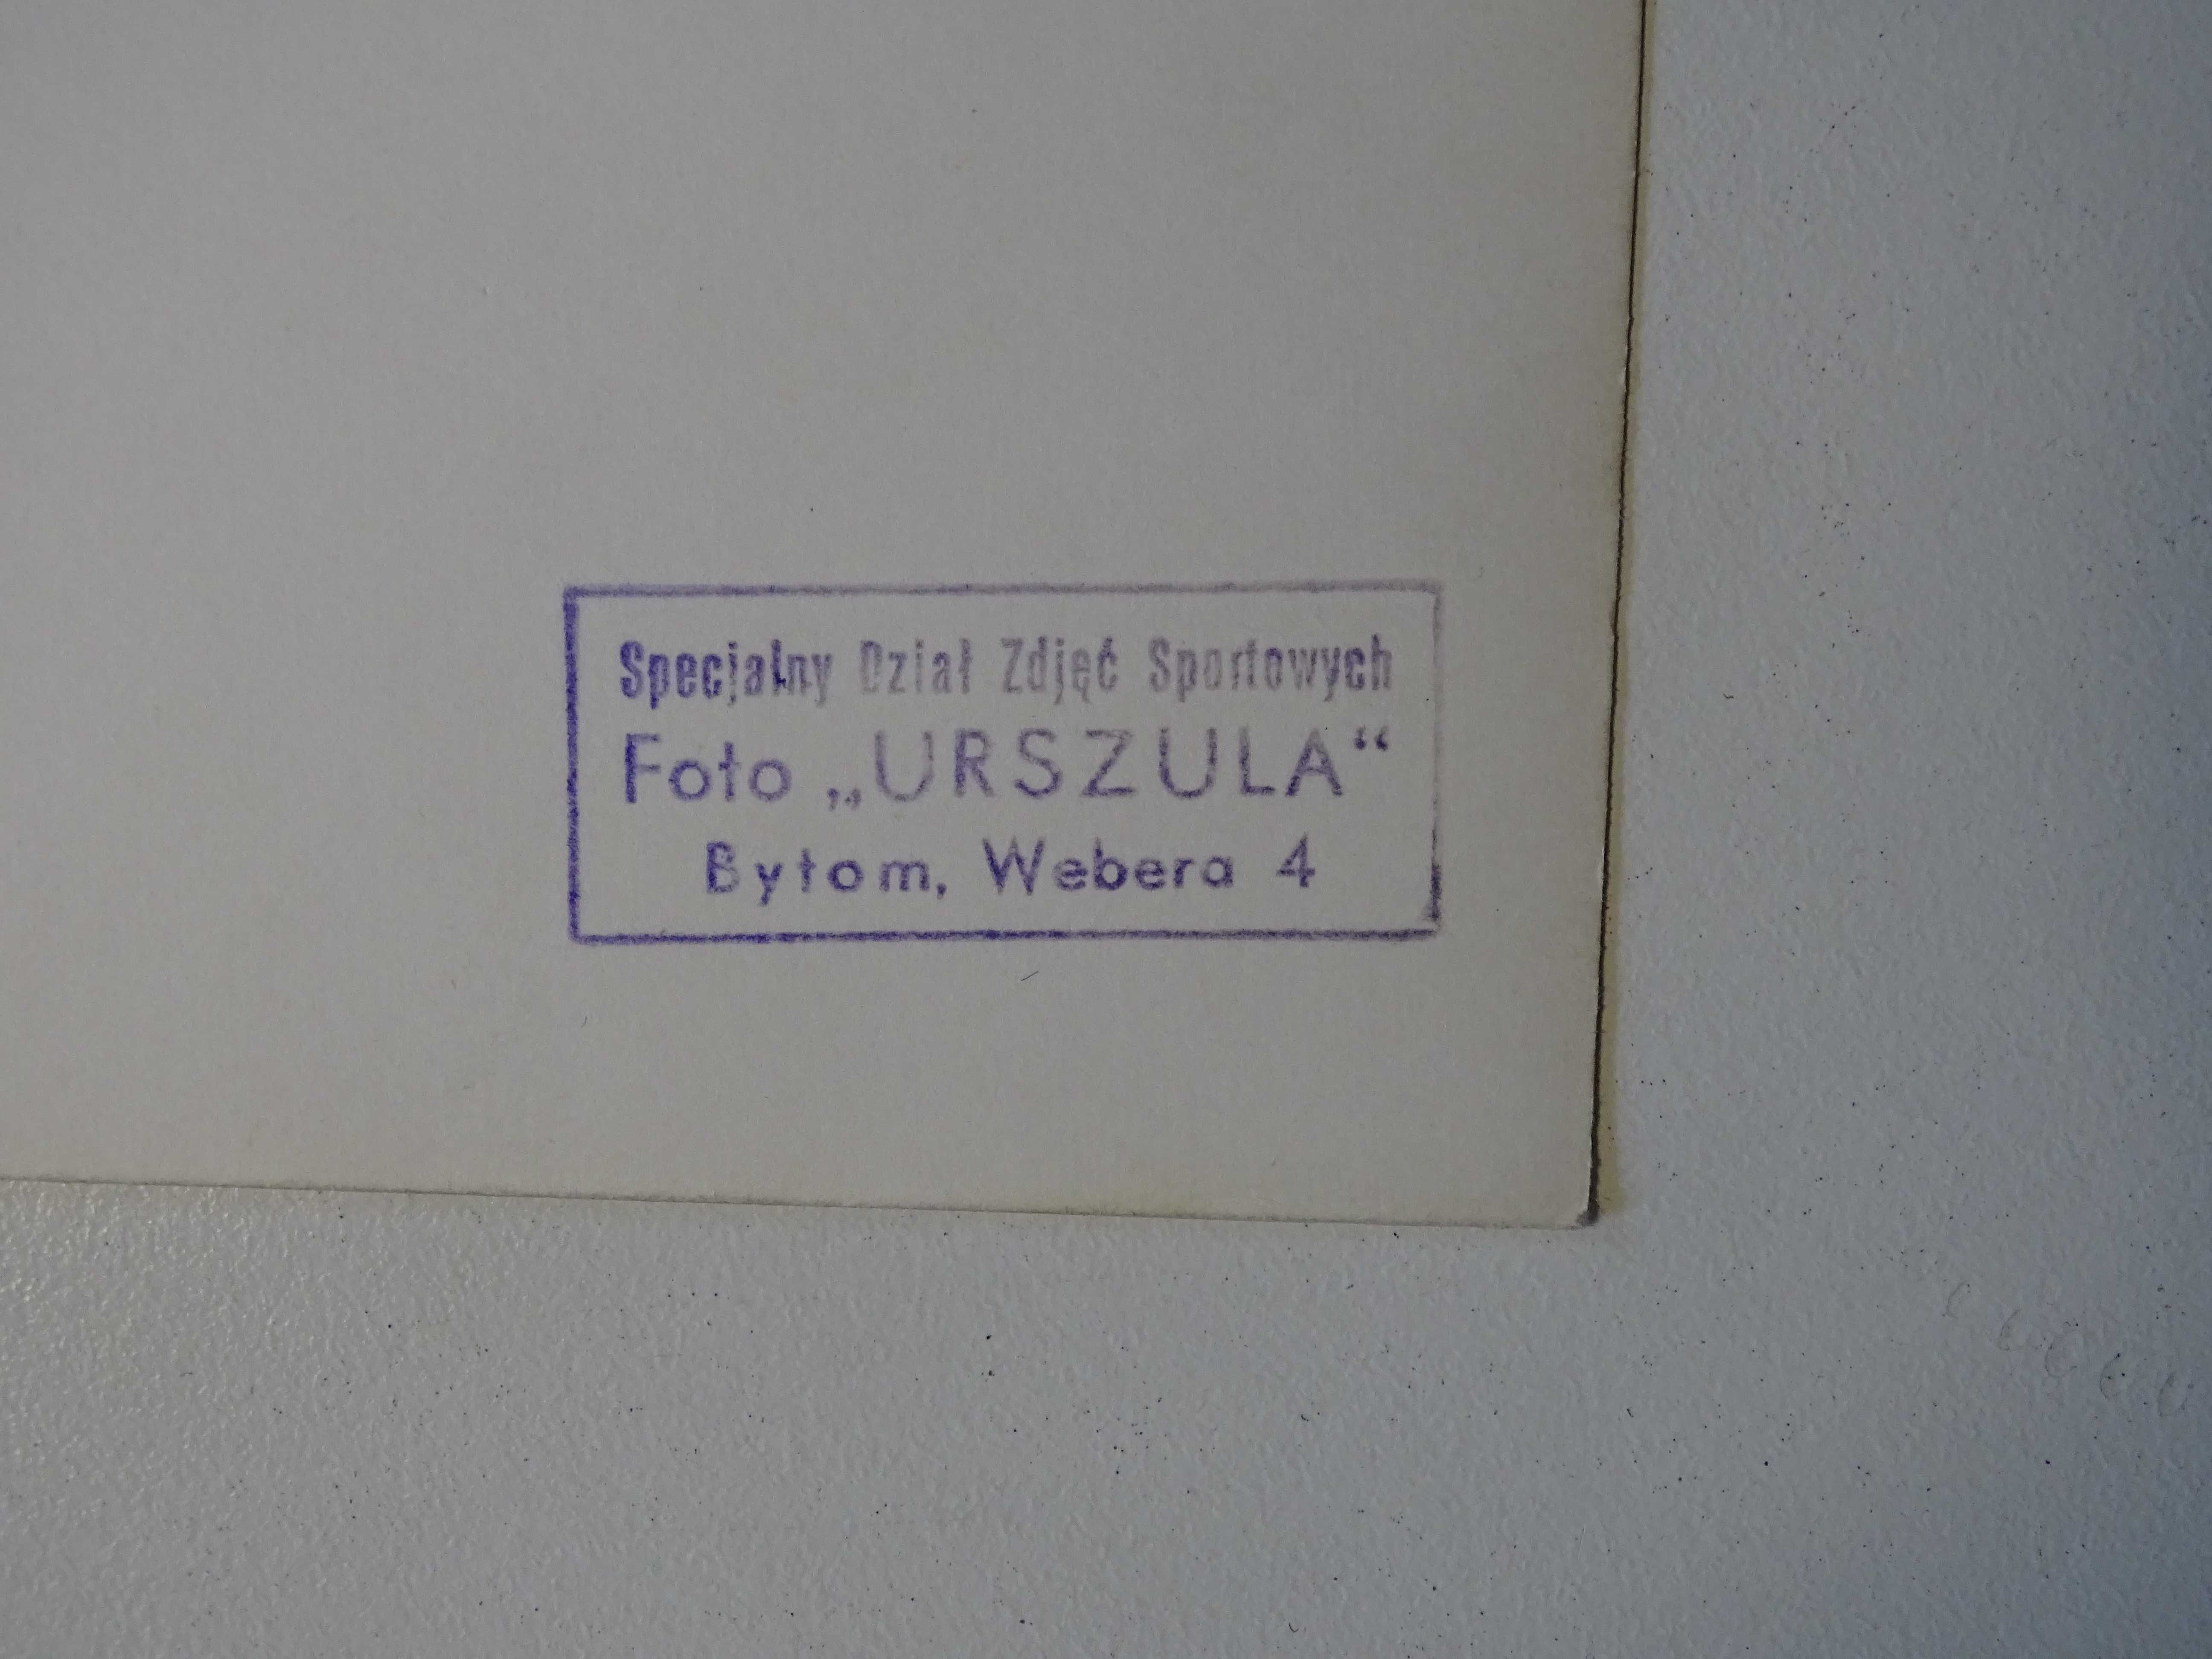 Specjalny Dział Zdjęć Sportowych
Foto „URSZULA“
Bytom, Webera 4